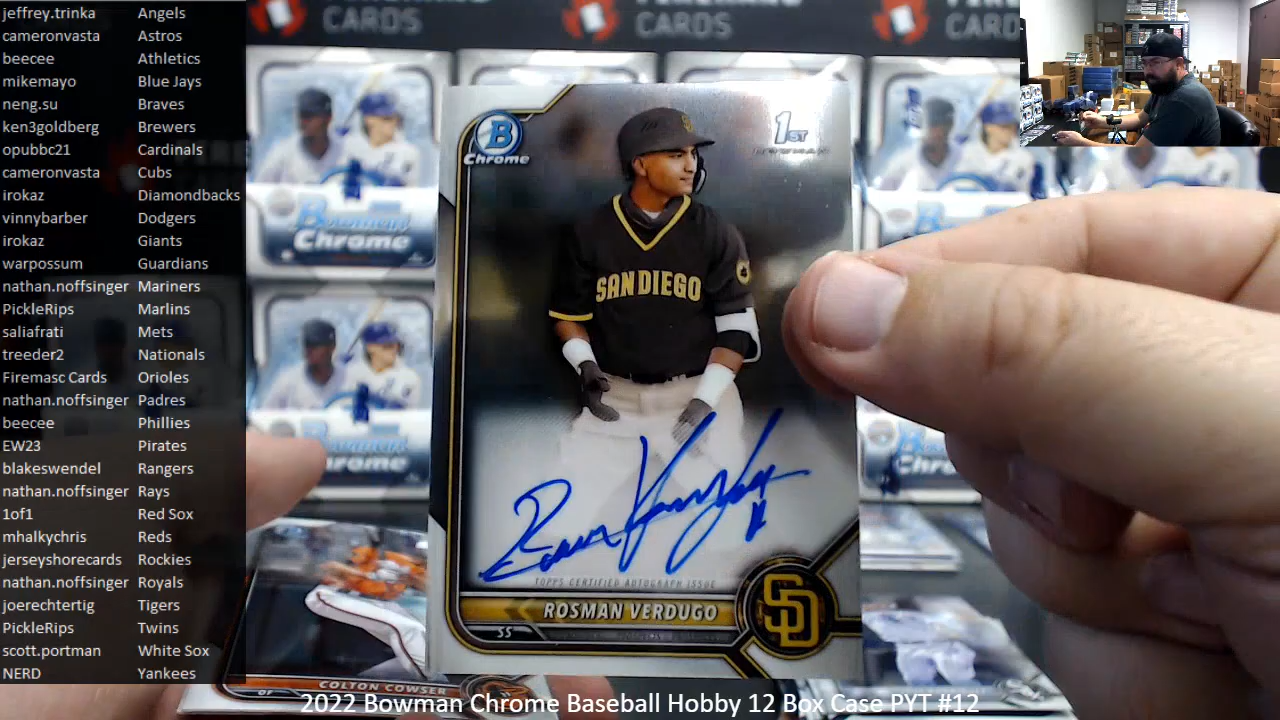 jeffrey.trinka Angels
cameronvasta Astros
beecee Athletics
mikemayo Blue Jays
neng.su Braves
ken3goldberg Brewers
opubbc21 Cardinals
cameronvasta Cubs
irokaz Diamondbacks
vinnybarber Dodgers
irokaz Giants
warpossum Guardians
nathan.noffsinger Mariners
PickleRips Marlins
saliafrati Mets
treeder2 Nationals
Firemasc Cards Orioles
nathan.noffsinger Padres
beecee Phillies
EW23 Pirates
blakeswendel Rangers
nathan.noffsinger Rays
1of1 Red Sox
mhalkychris Reds
jerseyshorecards Rockies
nathan.noffsinger Royals
joerechtertig Tigers
PickleRips Twins
scott.portman White Sox
NERD Yankees
CARDS
CARDS
CARD
Bowman
Chrome
B
Chrome
1ST
BOWMAN
SAN DIEGO
TOPPS CERTIFIED AUTOGRAPH ISSUE
ROSMAN VERDUGO
SS
SD
COLTON COWSER
OF
2022 Bowman Chrome Baseball Hobby 12 Box Case PYT #12